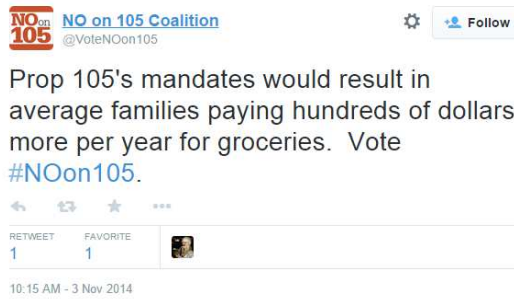 NO on
105
NO on 105 Coalition
@VoteNOon105
Follow
Prop 105's mandates would result in
average families paying hundreds of dollars
more per year for groceries. Vote
#NOon105.
RETWEET FAVORITE
1 1
10:15 AM - 3 Nov 2014